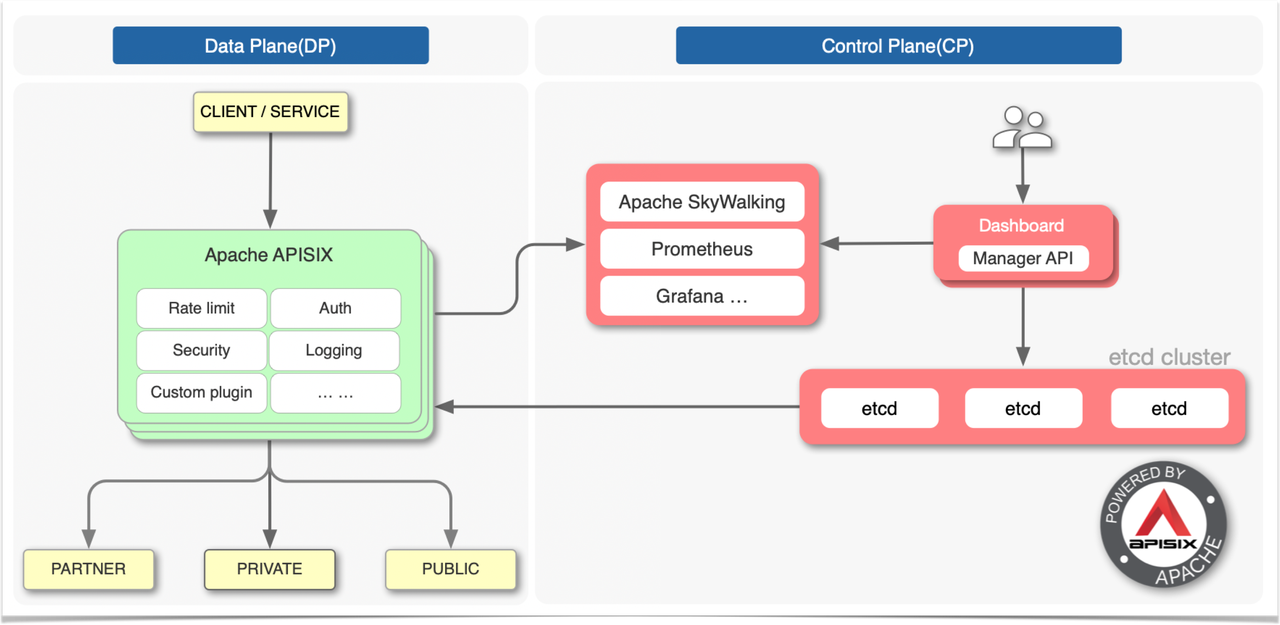 Data Plane(DP)
Control Plane(CP)
CLIENT / SERVICE
Apache APISIX
Rate limit
Auth
Security
Logging
Custom plugin
... ...
PARTNER
PRIVATE
PUBLIC
Apache SkyWalking
Prometheus
Grafana ...
Dashboard
Manager API
etcd cluster
etcd
etcd
etcd
POWERED BY
APISIX
APACHE